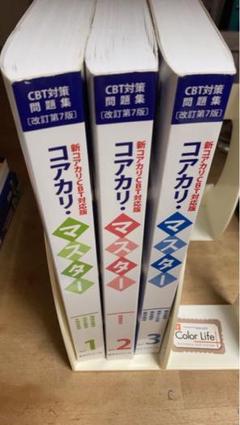 CBT対策
問題集
〔改訂第7版〕
新コアカリCBT対応版
コアカリ・
マスター
1
CBT対策
問題集
〔改訂第7版〕
新コアカリCBT対応版
コアカリ・
マスター
2
CBT対策
問題集
〔改訂第7版〕
新コアカリCBT対応版
コアカリ・
マスター
3
Color Life